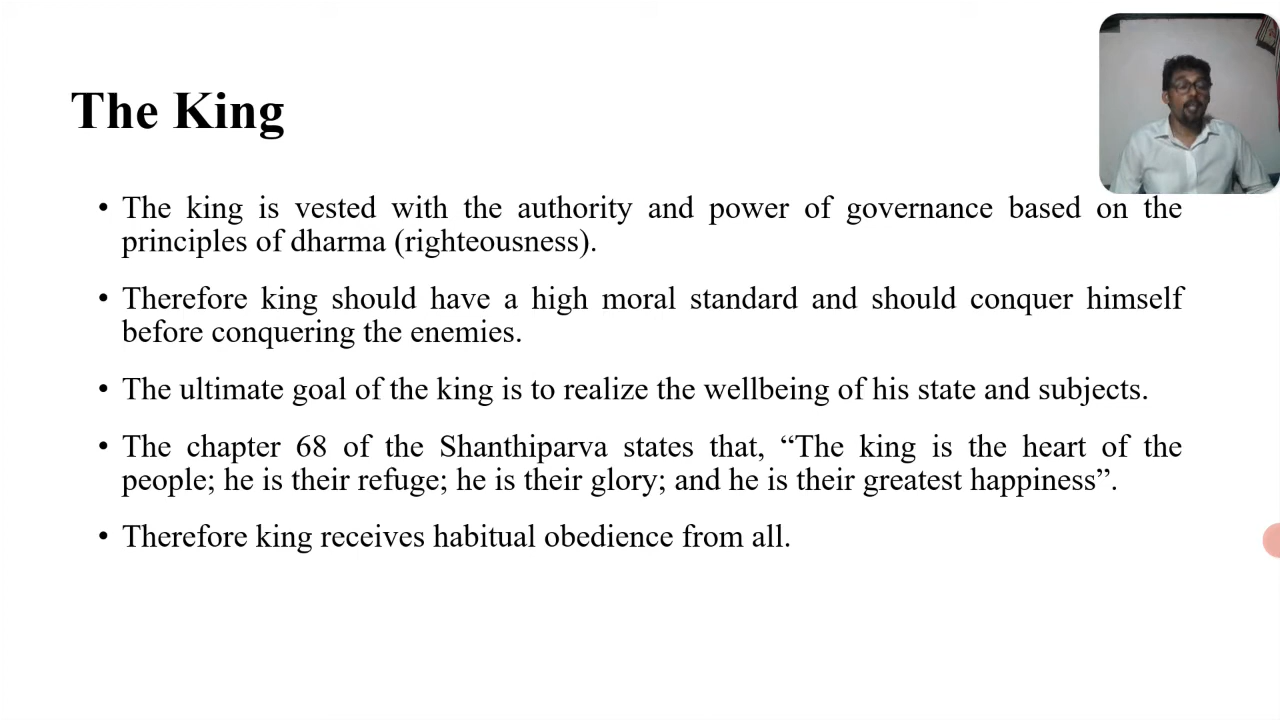 The King
• The king is vested with the authority and power of governance based on the
principles of dharma (righteousness).
• Therefore king should have a high moral standard and should conquer himself
before conquering the enemies.
• The ultimate goal of the king is to realize the wellbeing of his state and subjects.
• The chapter 68 of the Shanthiparva states that, “The king is the heart of the
people; he is their refuge; he is their glory; and he is their greatest happiness”.
• Therefore king receives habitual obedience from all.